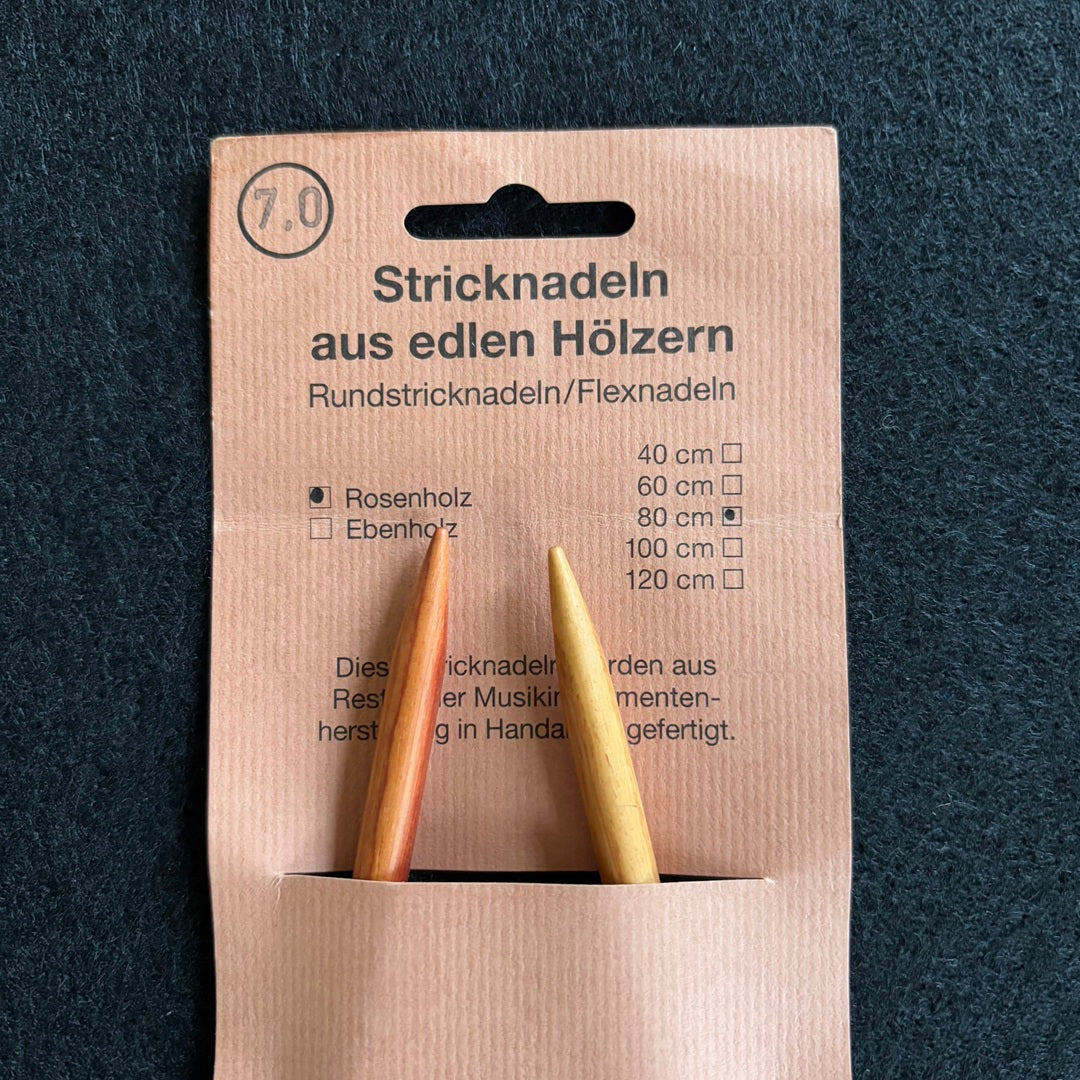 7.0
Stricknadeln
aus edlen Hölzern
Rundstricknadeln/Flexnadeln
40 cm
60 cm
Rosenholz 80 cm
Ebenholz 100 cm
120 cm
aus
Musik
in gefertigt.